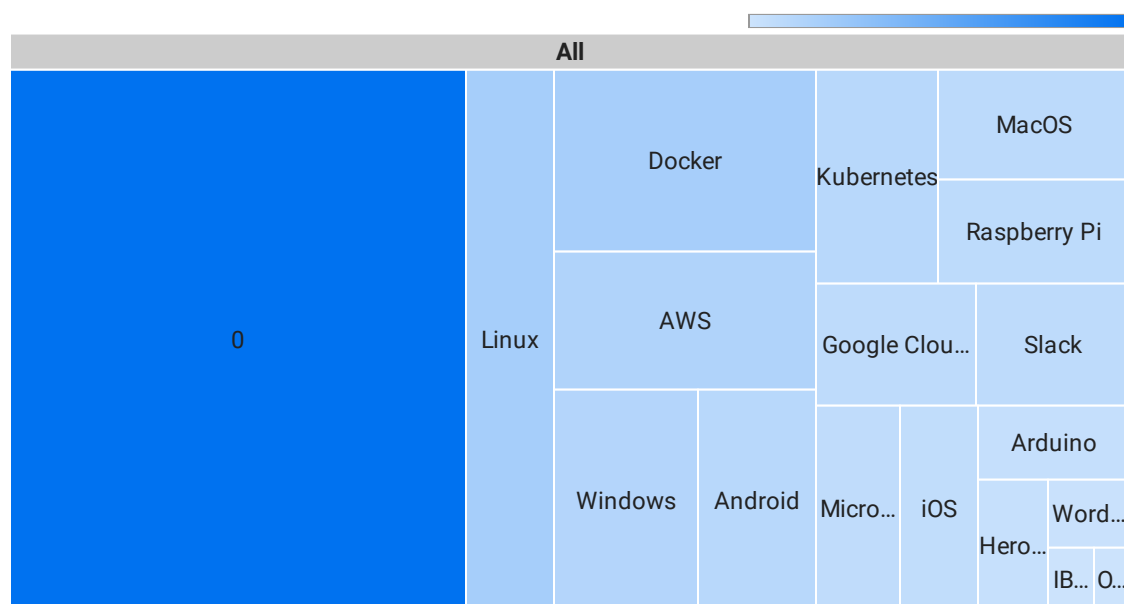 All
0
Linux
Docker
AWS
Windows
Android
Kubernetes
MacOS
Raspberry Pi
Google Clou...
Slack
Micro...
iOS
Arduino
Hero...
Word...
IB...
O...